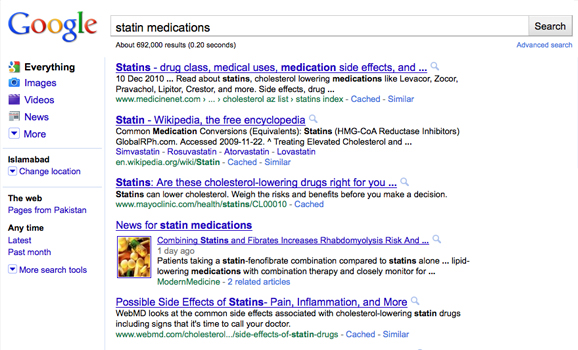 Google
statin medications
Search
About 692,000 results (0.20 seconds)
Advanced search
Everything
Images
Videos
News
More
Islamabad
Change location
The web
Pages from Pakistan
Any time
Latest
Past month
More search tools
Statins - drug class, medical uses, medication side effects, and ...
10 Dec 2010 ... Read about statins, cholesterol lowering medications like Levacor, Zocor,
Pravachol, Lipitor, Crestor, and more. Side effects, drug ...
www.medicinenet.com › ... › cholesterol az list › statins index - Cached - Similar
Statin - Wikipedia, the free encyclopedia
Common Medication Conversions (Equivalents): Statins (HMG-CoA Reductase Inhibitors)
GlobalRPh.com. Accessed 2009-11-22. ^ Treating Elevated Cholesterol and ...
Simvastatin - Rosuvastatin - Atorvastatin - Lovastatin
en.wikipedia.org/wiki/Statin - Cached - Similar
Statins: Are these cholesterol-lowering drugs right for you ...
Statins can lower cholesterol. Weigh the risks and benefits before you make a decision.
www.mayoclinic.com/health/statins/CL00010 - Cached
News for statin medications
Combining Statins and Fibrates Increases Rhabdomyolysis Risk And ...
1 day ago
Patients taking a statin-fenofibrate combination compared to statins alone ... lipid-
lowering medications with combination therapy and closely monitor for ...
ModernMedicine - 2 related articles
Possible Side Effects of Statins- Pain, Inflammation, and More
WebMD looks at the common side effects associated with cholesterol-lowering statin drugs
including signs that it's time to call your doctor.
www.webmd.com/cholesterol.../side-effects-of-statin-drugs - Cached - Similar